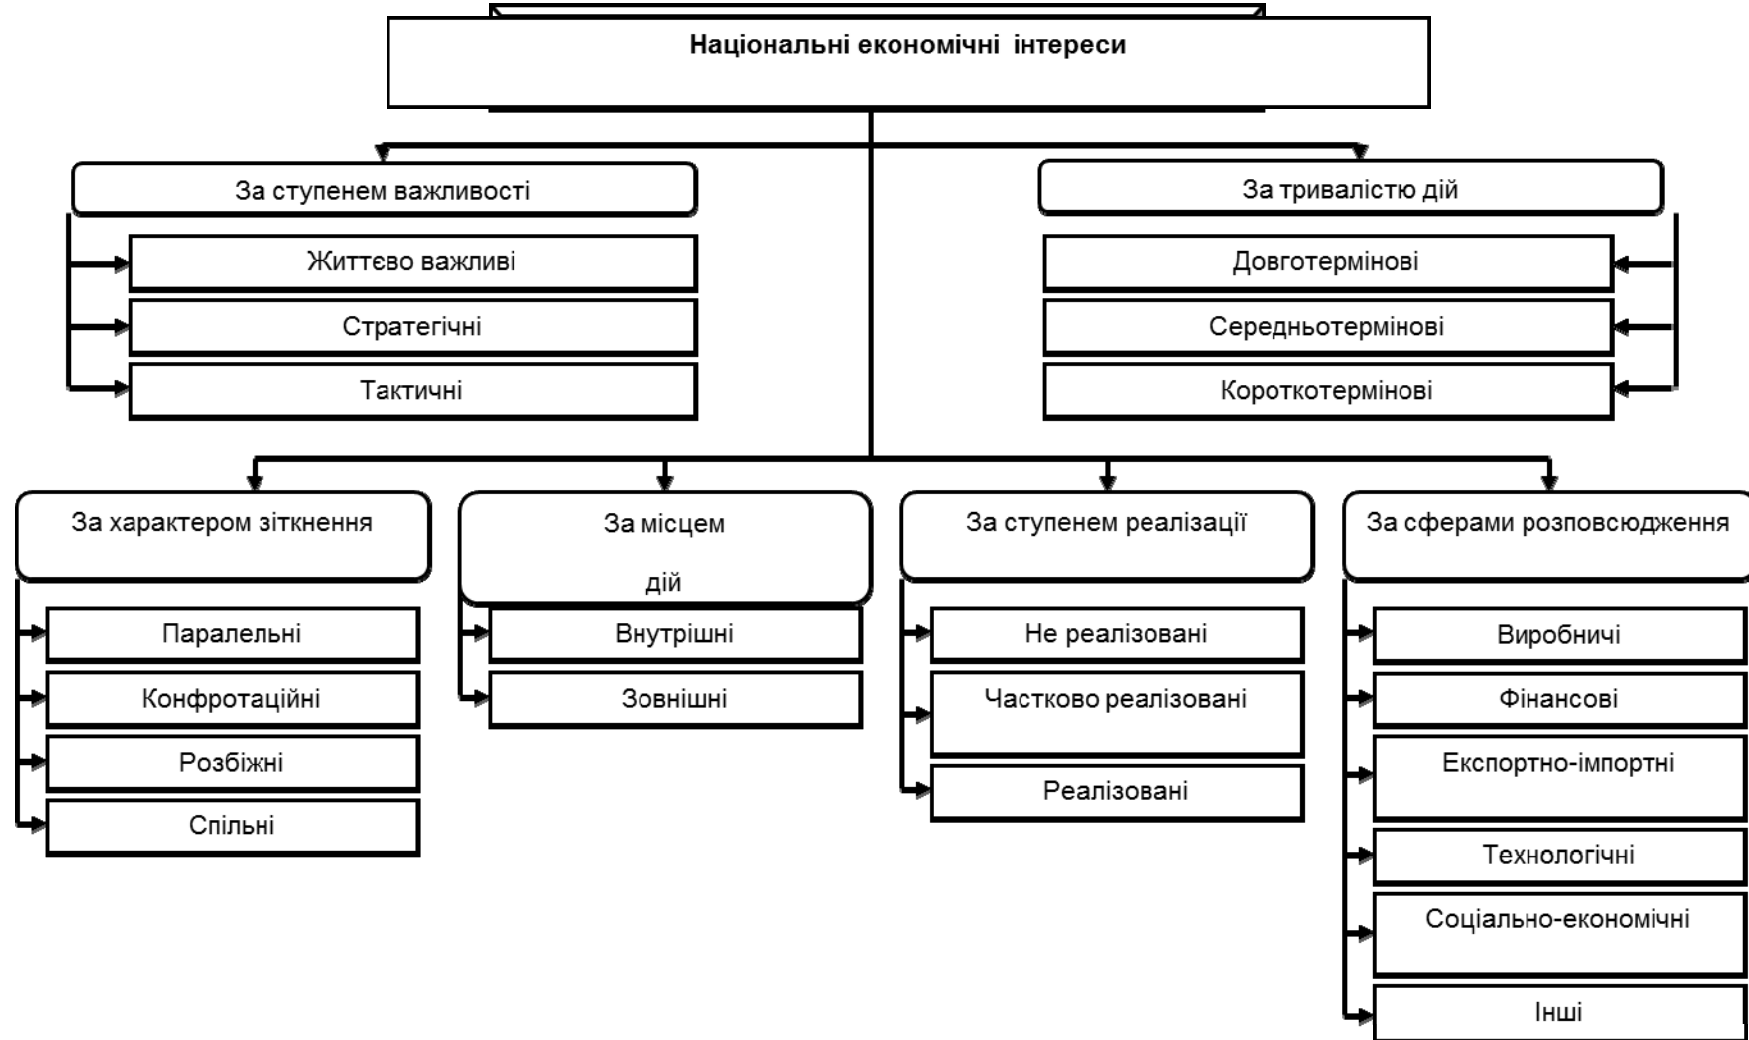 Національні економічні інтереси
За ступенем важливості
Життєво важливі
Стратегічні
Тактичні
За тривалістю дій
Довготермінові
Середньотермінові
Короткотермінові
За характером зіткнення
Паралельні
Конфротаційні
Розбіжні
Спільні
За місцем
дій
Внутрішні
Зовнішні
За ступенем реалізації
Не реалізовані
Частково реалізовані
Реалізовані
За сферами розповсюдження
Виробничі
Фінансові
Експортно-імпортні
Технологічні
Соціально-економічні
Інші